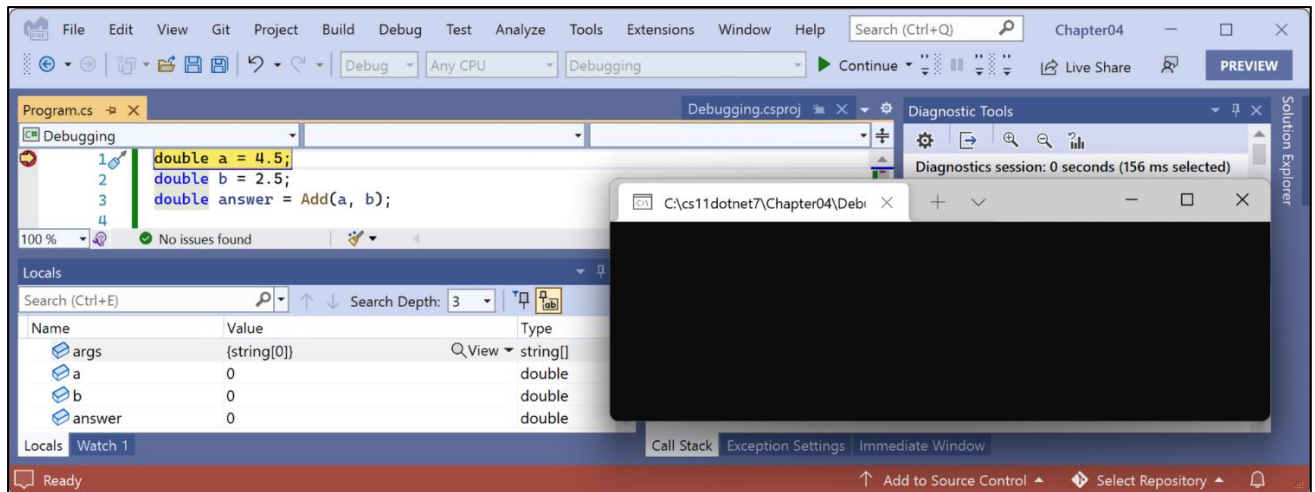 File Edit View Git Project Build Debug Test Analyze Tools Extensions Window Help Search (Ctrl+Q) Chapter04
Debug Any CPU Debugging Continue Live Share PREVIEW
Program.cs Debugging.csproj Diagnostic Tools
C# Debugging
Diagnostics session: 0 seconds (156 ms selected)
Solution Explorer
1 double a = 4.5;
2 double b = 2.5;
3 double answer = Add(a, b);
4
100 % No issues found
C:\cs11dotnet7\Chapter04\Debu
Locals
Search (Ctrl+E) Search Depth: 3
Name Value Type
args {string[0]} View string[]
a 0 double
b 0 double
answer 0 double
Locals Watch 1 Call Stack Exception Settings Immediate Window
Ready Add to Source Control Select Repository